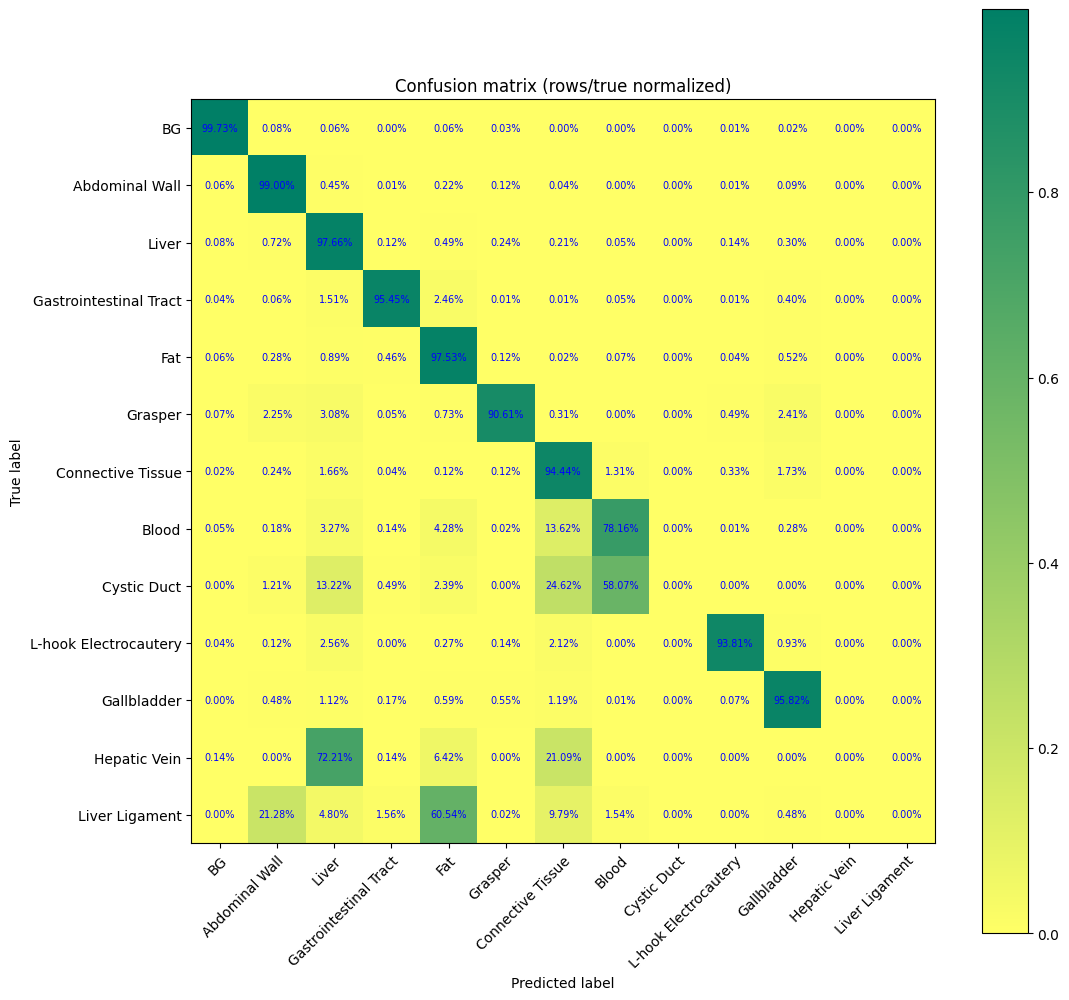 Confusion matrix (rows/true normalized)
BG 99.73% 0.08% 0.06% 0.00% 0.06% 0.03% 0.00% 0.00% 0.00% 0.01% 0.02% 0.00% 0.00%
Abdominal Wall 0.06% 99.00% 0.45% 0.01% 0.22% 0.12% 0.04% 0.00% 0.01% 0.01% 0.09% 0.00% 0.00%
Liver 0.08% 0.72% 97.66% 0.12% 0.49% 0.24% 0.21% 0.05% 0.00% 0.14% 0.30% 0.00% 0.00%
Gastrointestinal Tract 0.04% 0.06% 1.51% 95.45% 2.46% 0.01% 0.01% 0.05% 0.00% 0.01% 0.40% 0.00% 0.00%
Fat 0.06% 0.28% 0.89% 0.46% 97.53% 0.12% 0.02% 0.07% 0.00% 0.04% 0.52% 0.00% 0.00%
Grasper 0.07% 2.25% 3.08% 0.05% 0.73% 90.61% 0.31% 0.00% 0.00% 0.49% 2.41% 0.00% 0.00%
Connective Tissue 0.02% 0.24% 1.66% 0.04% 0.12% 0.12% 94.44% 1.31% 0.00% 0.33% 1.73% 0.00% 0.00%
Blood 0.05% 0.18% 3.27% 0.14% 4.28% 0.02% 13.62% 78.16% 0.00% 0.01% 0.28% 0.00% 0.00%
Cystic Duct 0.00% 1.21% 13.22% 0.49% 2.39% 0.00% 24.62% 58.07% 0.00% 0.00% 0.00% 0.00% 0.00%
L-hook Electrocautery 0.04% 0.12% 2.56% 0.00% 0.27% 0.14% 2.12% 0.00% 0.00% 93.81% 0.93% 0.00% 0.00%
Gallbladder 0.00% 0.48% 1.12% 0.17% 0.59% 0.55% 1.19% 0.01% 0.00% 0.07% 95.82% 0.00% 0.00%
Hepatic Vein 0.14% 0.00% 72.21% 0.14% 6.42% 0.00% 21.09% 0.00% 0.00% 0.00% 0.00% 0.00% 0.00%
Liver Ligament 0.00% 21.28% 4.80% 1.56% 60.54% 0.02% 9.79% 1.54% 0.00% 0.00% 0.48% 0.00% 0.00%
True label
BG
Abdominal Wall
Liver
Gastrointestinal Tract
Fat
Grasper
Connective Tissue
Blood
Cystic Duct
L-hook Electrocautery
Gallbladder
Hepatic Vein
Liver Ligament
Predicted label
0.8
0.6
0.4
0.2
0.0